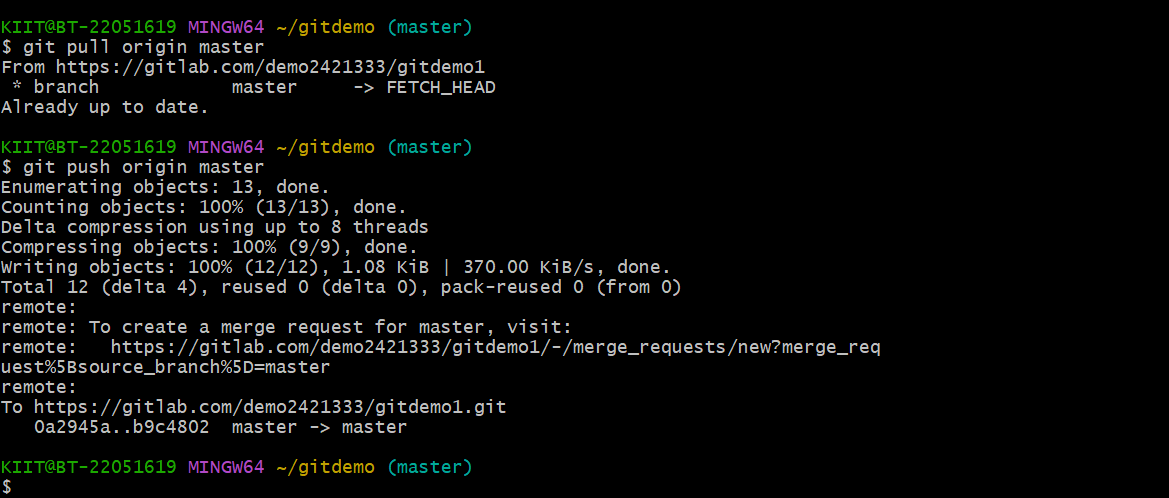 KIIT@BT-22051619 MINGW64 ~/gitdemo (master)
$ git pull origin master
From https://gitlab.com/demo2421333/gitdemo1
 * branch            master     -> FETCH_HEAD
Already up to date.

KIIT@BT-22051619 MINGW64 ~/gitdemo (master)
$ git push origin master
Enumerating objects: 13, done.
Counting objects: 100% (13/13), done.
Delta compression using up to 8 threads
Compressing objects: 100% (9/9), done.
Writing objects: 100% (12/12), 1.08 KiB | 370.00 KiB/s, done.
Total 12 (delta 4), reused 0 (delta 0), pack-reused 0 (from 0)
remote:
remote: To create a merge request for master, visit:
remote:   https://gitlab.com/demo2421333/gitdemo1/-/merge_requests/new?merge_req
uest%5Bsource_branch%5D=master
remote:
To https://gitlab.com/demo2421333/gitdemo1.git
   0a2945a..b9c4802  master -> master

KIIT@BT-22051619 MINGW64 ~/gitdemo (master)
$